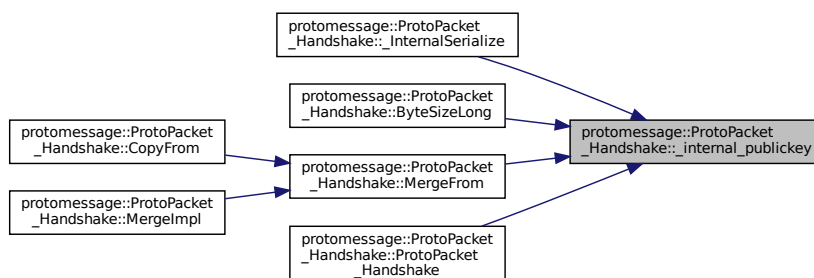 protomessage::ProtoPacket
_Handshake::_InternalSerialize
protomessage::ProtoPacket
_Handshake::ByteSizeLong
protomessage::ProtoPacket
_Handshake::CopyFrom
protomessage::ProtoPacket
_Handshake::MergeFrom
protomessage::ProtoPacket
_Handshake::MergeImpl
protomessage::ProtoPacket
_Handshake::ProtoPacket
_Handshake
protomessage::ProtoPacket
_Handshake::_internal_publickey